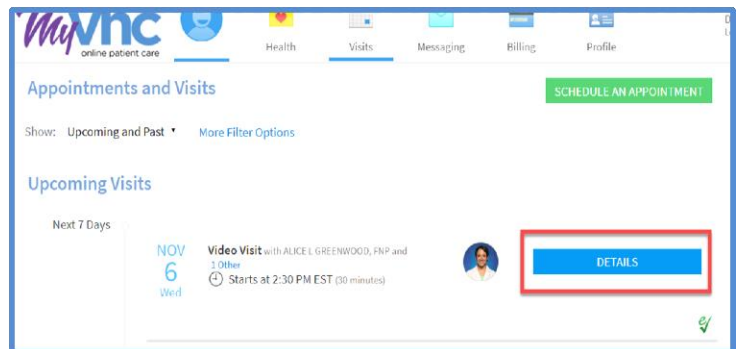 Myvhc
online patient care
Health Visits Messaging Billing Profile
Appointments and Visits
SCHEDULE AN APPOINTMENT
Show: Upcoming and Past More Filter Options
Upcoming Visits
Next 7 Days
NOV
6
Wed
Video Visit with ALICE L GREENWOOD, FNP and
1 Other
Starts at 2:30 PM EST (30 minutes)
DETAILS